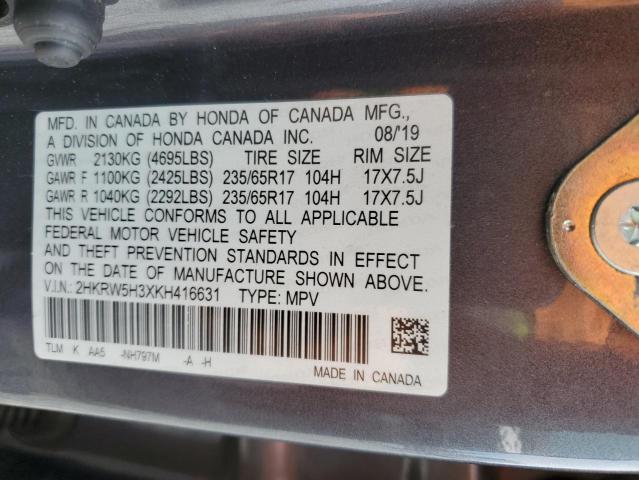 MFD. IN CANADA BY HONDA OF CANADA MFG.,
A DIVISION OF HONDA CANADA INC. 08/19
GVWR 2130KG (4695LBS) TIRE SIZE RIM SIZE
GAWR F 1100KG (2425LBS) 235/65R17 104H 17X7.5J
GAWR R 1040KG (2292LBS) 235/65R17 104H 17X7.5J
THIS VEHICLE CONFORMS TO ALL APPLICABLE
FEDERAL MOTOR VEHICLE SAFETY
AND THEFT PREVENTION STANDARDS IN EFFECT
ON THE DATE OF MANUFACTURE SHOWN ABOVE.
V.I.N.: 2HKRW5H3XKH416631 TYPE: MPV
TLM K AA5 -NH797M -A -H
MADE IN CANADA